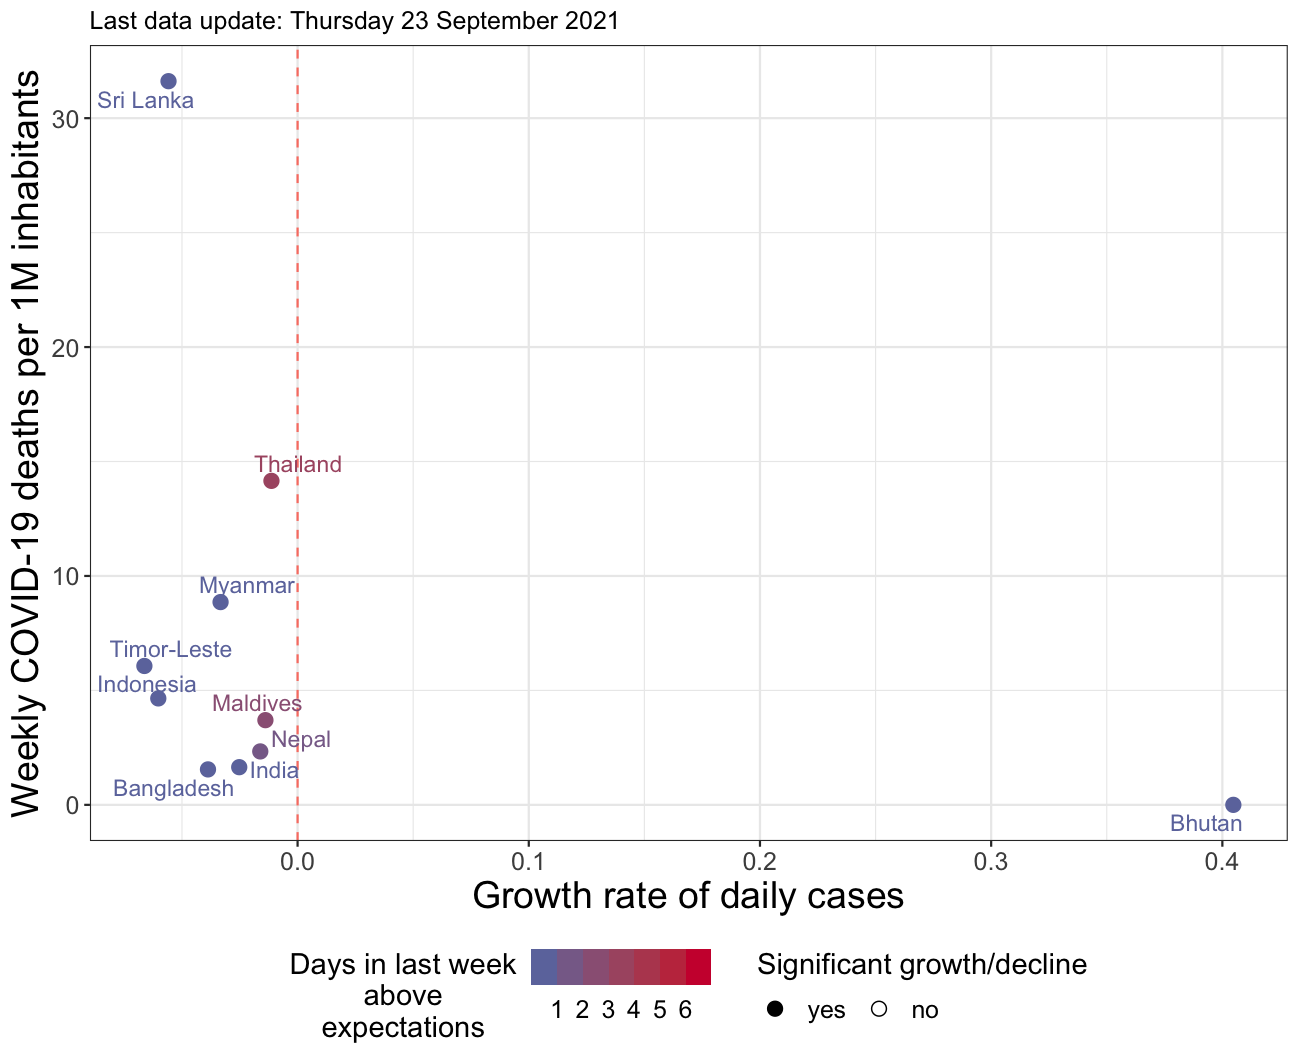 Last data update: Thursday 23 September 2021
Weekly COVID-19 deaths per 1M inhabitants
30
20
10
0
Sri Lanka
Thailand
Myanmar
Timor-Leste
Indonesia
Maldives
Nepal
India
Bangladesh
Bhutan
0.0 0.1 0.2 0.3 0.4
Growth rate of daily cases
Days in last week
above
expectations
1 2 3 4 5 6
Significant growth/decline
yes no